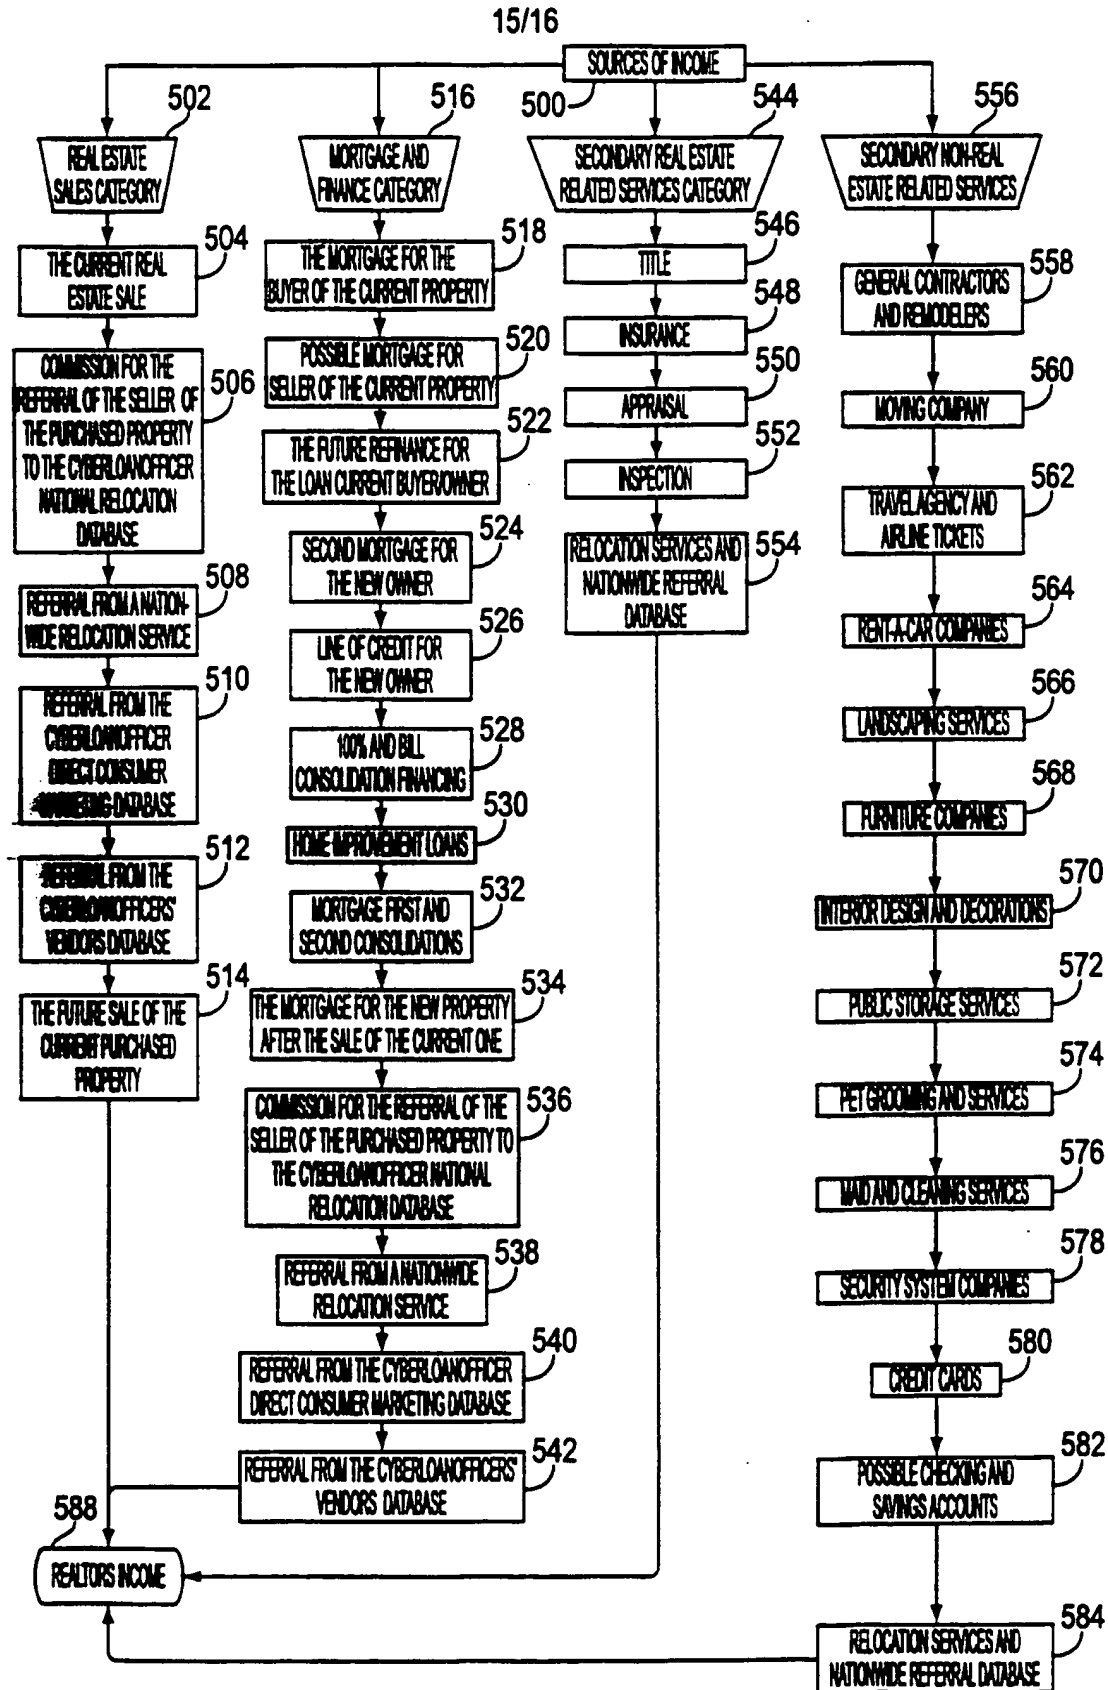 15/16
SOURCES OF INCOME
500
502
REAL ESTATE
SALES CATEGORY
504
THE CURRENT REAL
ESTATE SALE
506
COMMISSION FOR THE
REFERRAL OF THE SELLER OF
THE PURCHASED PROPERTY
TO THE CYBERLOANOFFICER
NATIONAL RELOCATION
DATABASE
508
REFERRAL FROM A NATION-
WIDE RELOCATION SERVICE
510
REFERRAL FROM THE
CYBERLOANOFFICER
DIRECT CONSUMER
MARKETING DATABASE
512
REFERRAL FROM THE
CYBERLOANOFFICERS'
VENDORS DATABASE
514
THE FUTURE SALE OF THE
CURRENT PURCHASED
PROPERTY
516
MORTGAGE AND
FINANCE CATEGORY
518
THE MORTGAGE FOR THE
BUYER OF THE CURRENT PROPERTY
520
POSSIBLE MORTGAGE FOR
SELLER OF THE CURRENT PROPERTY
522
THE FUTURE REFINANCE FOR
THE LOAN CURRENT BUYER/OWNER
524
SECOND MORTGAGE FOR
THE NEW OWNER
526
LINE OF CREDIT FOR
THE NEW OWNER
528
100% AND BILL
CONSOLIDATION FINANCING
530
HOME IMPROVEMENT LOANS
532
MORTGAGE FIRST AND
SECOND CONSOLIDATIONS
534
THE MORTGAGE FOR THE NEW PROPERTY
AFTER THE SALE OF THE CURRENT ONE
536
COMMISSION FOR THE REFERRAL OF THE
SELLER OF THE PURCHASED PROPERTY TO
THE CYBERLOANOFFICER NATIONAL
RELOCATION DATABASE
538
REFERRAL FROM A NATIONWIDE
RELOCATION SERVICE
540
REFERRAL FROM THE CYBERLOANOFFICER
DIRECT CONSUMER MARKETING DATABASE
542
REFERRAL FROM THE CYBERLOANOFFICERS'
VENDORS DATABASE
544
SECONDARY REAL ESTATE
RELATED SERVICES CATEGORY
546
TITLE
548
INSURANCE
550
APPRAISAL
552
INSPECTION
554
RELOCATION SERVICES AND
NATIONWIDE REFERRAL
DATABASE
556
SECONDARY NON-REAL
ESTATE RELATED SERVICES
558
GENERAL CONTRACTORS
AND REMODELERS
560
MOVING COMPANY
562
TRAVEL AGENCY AND
AIRLINE TICKETS
564
RENT-A-CAR COMPANIES
566
LANDSCAPING SERVICES
568
FURNITURE COMPANIES
570
INTERIOR DESIGN AND DECORATIONS
572
PUBLIC STORAGE SERVICES
574
PET GROOMING AND SERVICES
576
MAID AND CLEANING SERVICES
578
SECURITY SYSTEM COMPANIES
580
CREDIT CARDS
582
POSSIBLE CHECKING AND
SAVINGS ACCOUNTS
584
RELOCATION SERVICES AND
NATIONWIDE REFERRAL DATABASE
588
REALTORS INCOME